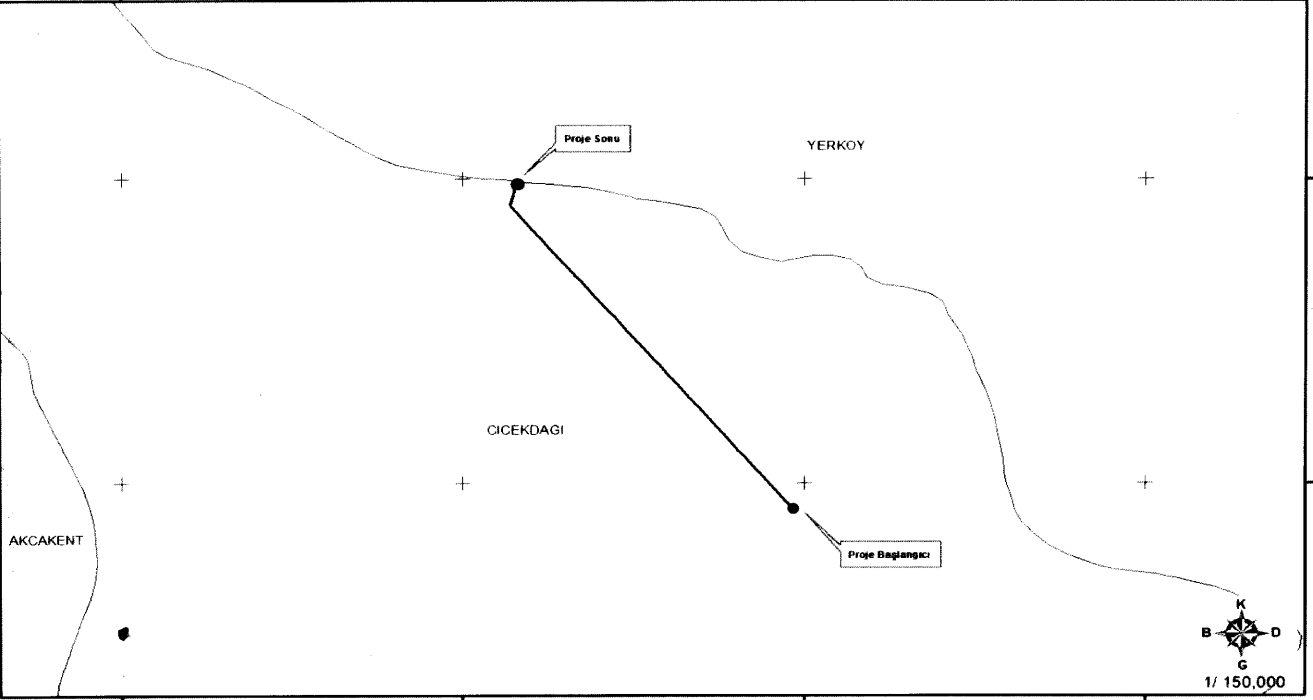 Proje Sonu
YERKOY
CICEKDAGI
AKCAKENT
Proje Başlangıcı
K
B D
G
1/ 150,000